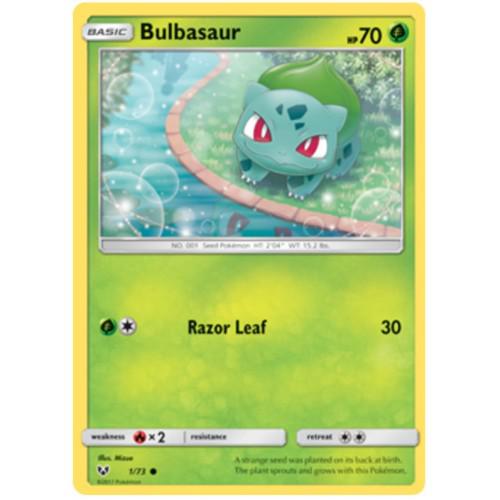 BASIC Bulbasaur HP70
NO. 001 Seed Pokémon HT: 2'04" WT: 15.2 lbs.
Razor Leaf 30
weakness ×2 resistance retreat
Illus. Mizue
1/73
©2017 Pokémon
A strange seed was planted on its back at birth.
The plant sprouts and grows with this Pokémon.